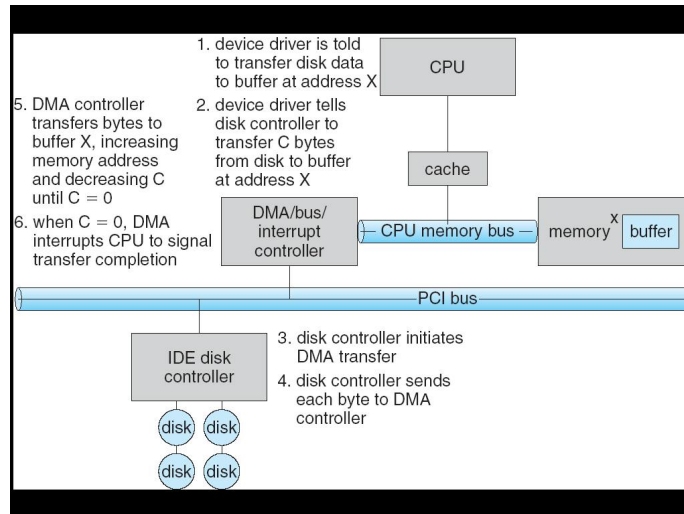 1. device driver is told
to transfer disk data
to buffer at address X
2. device driver tells
disk controller to
transfer C bytes
from disk to buffer
at address X
5. DMA controller
transfers bytes to
buffer X, increasing
memory address
and decreasing C
until C = 0
6. when C = 0, DMA
interrupts CPU to signal
transfer completion
CPU
cache
DMA/bus/
interrupt
controller
CPU memory bus
memory
X
buffer
PCI bus
IDE disk
controller
3. disk controller initiates
DMA transfer
4. disk controller sends
each byte to DMA
controller
disk disk
disk disk